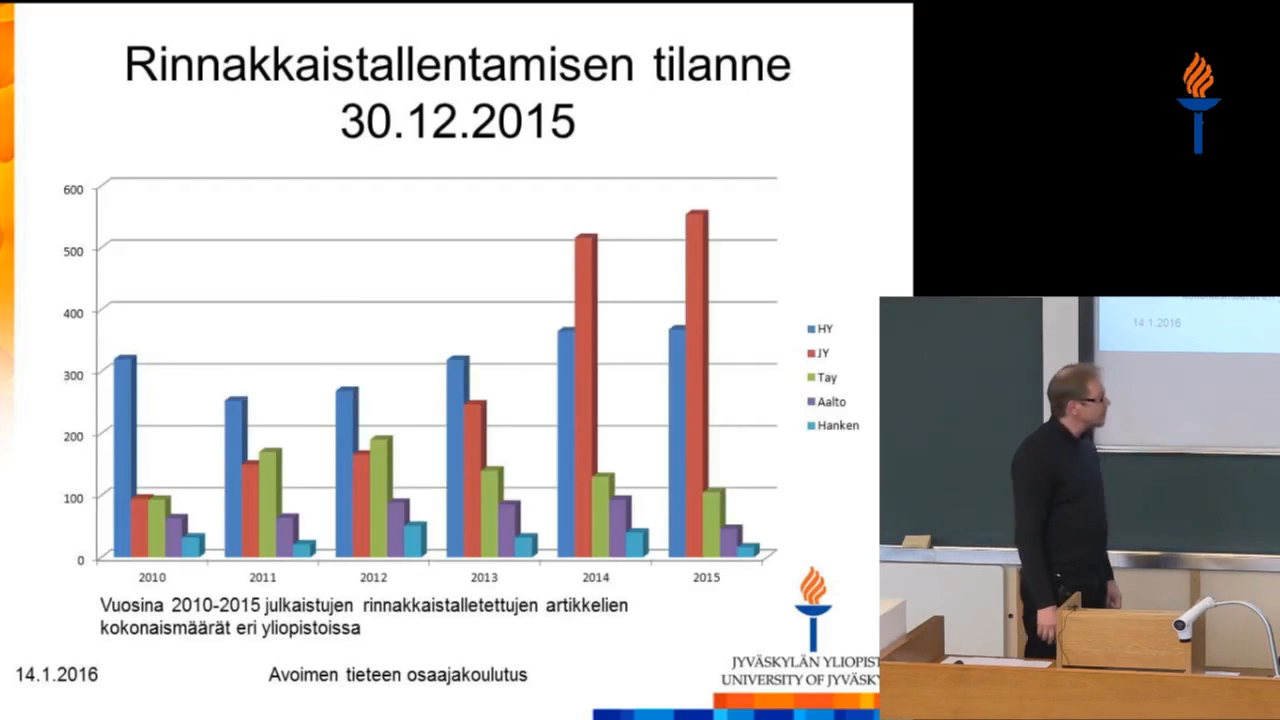 Rinnakkaistallentamisen tilanne
30.12.2015
600
500
400
300
200
100
0
2010
2011
2012
2013
2014
2015
HY
JY
Tay
Aalto
Hanken
Vuosina 2010-2015 julkaistujen rinnakkaistalletettujen artikkelien
kokonaismäärät eri yliopistoissa
14.1.2016
Avoimen tieteen osaajakoulutus
JYVÄSKYLÄN YLIOPIS
UNIVERSITY OF JYVÄSK
14.1.2016